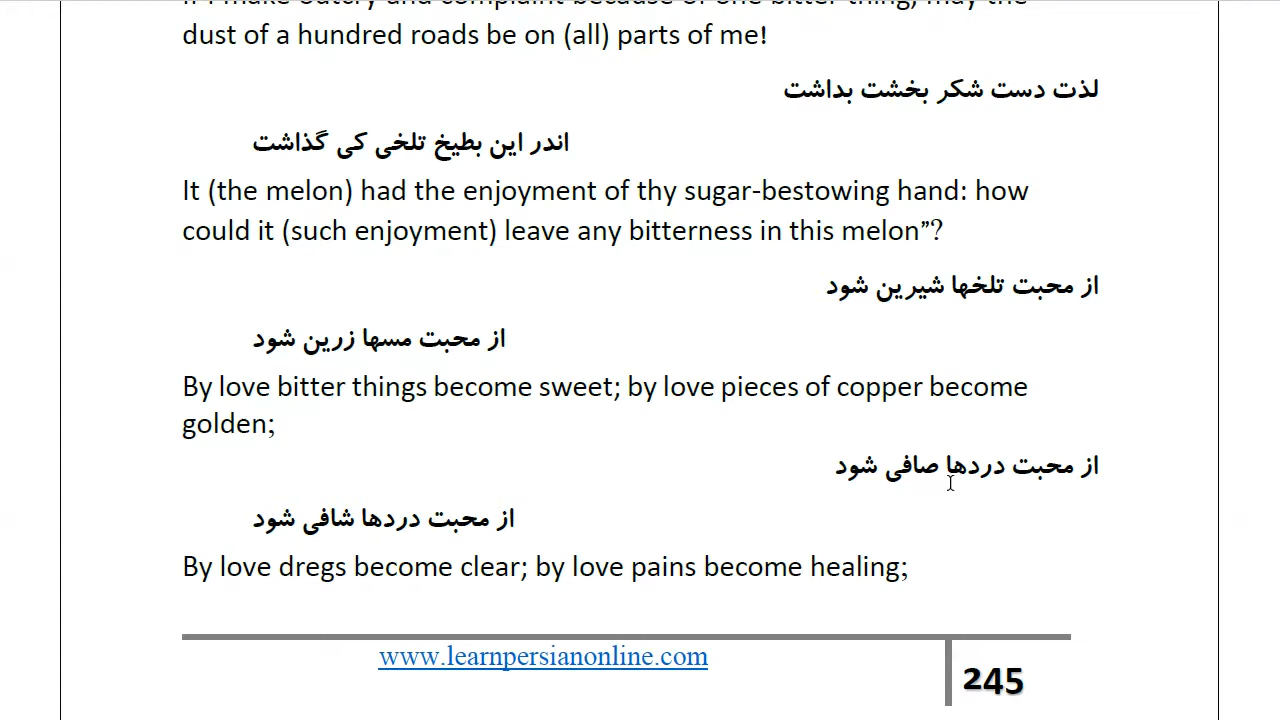 dust of a hundred roads be on (all) parts of me!
لذت دست شکر بخشت بداشت
اندر این بطیخ تلخی کی گذاشت
It (the melon) had the enjoyment of thy sugar-bestowing hand: how
could it (such enjoyment) leave any bitterness in this melon”?
از محبت تلخها شیرین شود
از محبت مسها زرین شود
By love bitter things become sweet; by love pieces of copper become
golden;
از محبت دردها صافی شود
از محبت دردها شافی شود
By love dregs become clear; by love pains become healing;
www.learnpersianonline.com
245